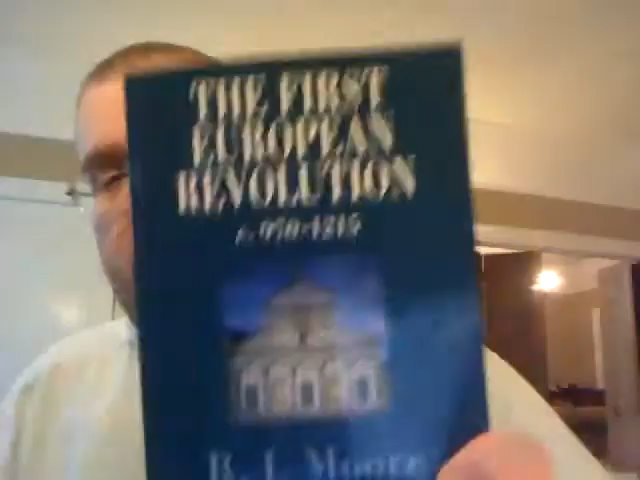 THE FIRST
EUROPEAN
REVOLUTION
c. 970-1215
R. I. Moore